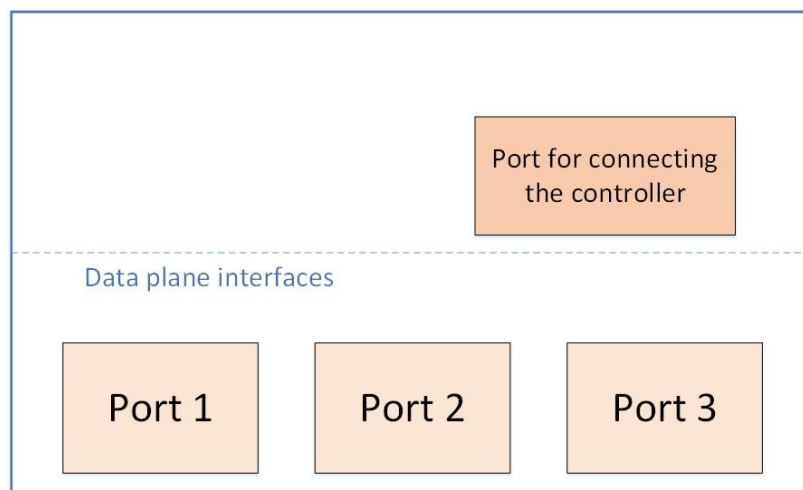 Port for connecting
the controller
Data plane interfaces
Port 1
Port 2
Port 3